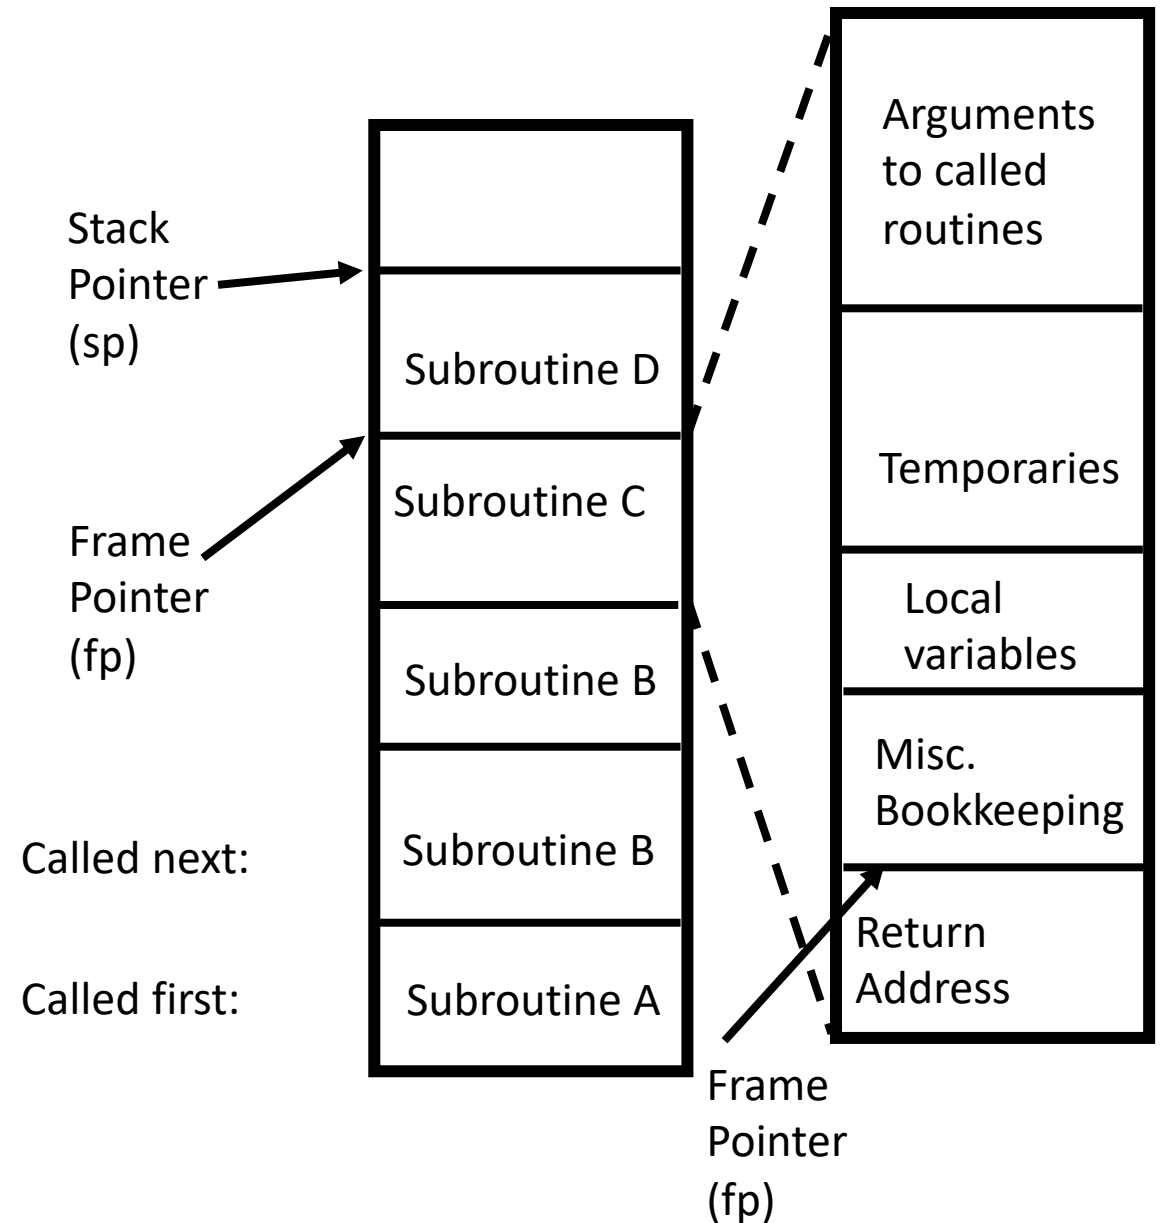 Stack
Pointer
(sp)
Frame
Pointer
(fp)
Called next:
Called first:
Subroutine D
Subroutine C
Subroutine B
Subroutine B
Subroutine A
Arguments
to called
routines
Temporaries
Local
variables
Misc.
Bookkeeping
Return
Address
Frame
Pointer
(fp)